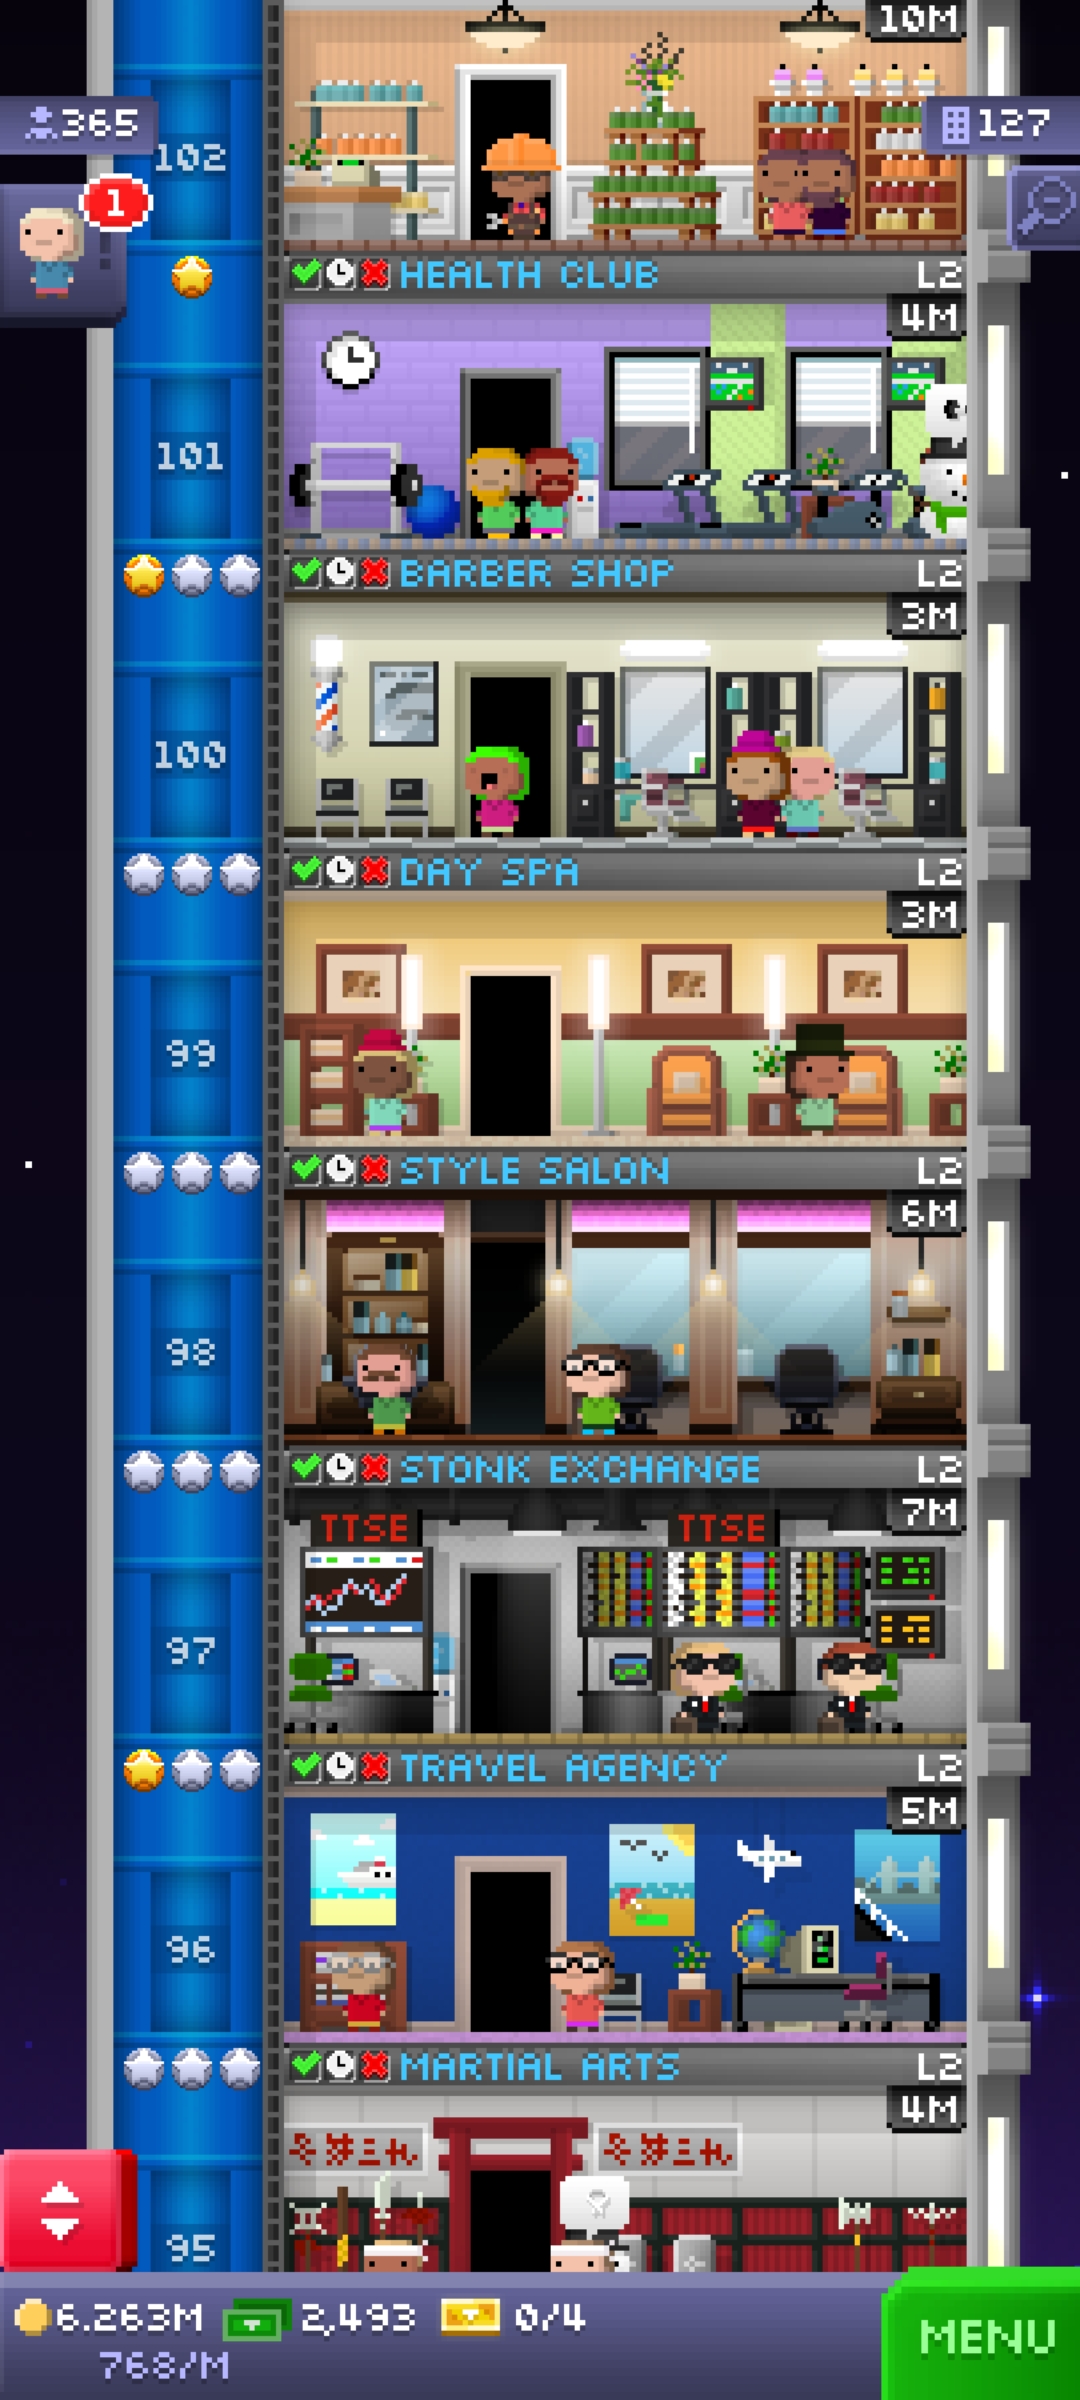 10M
365
127
102
1
HEALTH CLUB L2
4M
101
BARBER SHOP L2
3M
100
DAY SPA L2
3M
99
STYLE SALON L2
6M
98
STONK EXCHANGE L2
7M
TTSE TTSE
97
TRAVEL AGENCY L2
5M
96
MARTIAL ARTS L2
4M
95
6.263M 2,493 0/4
768/M
MENU